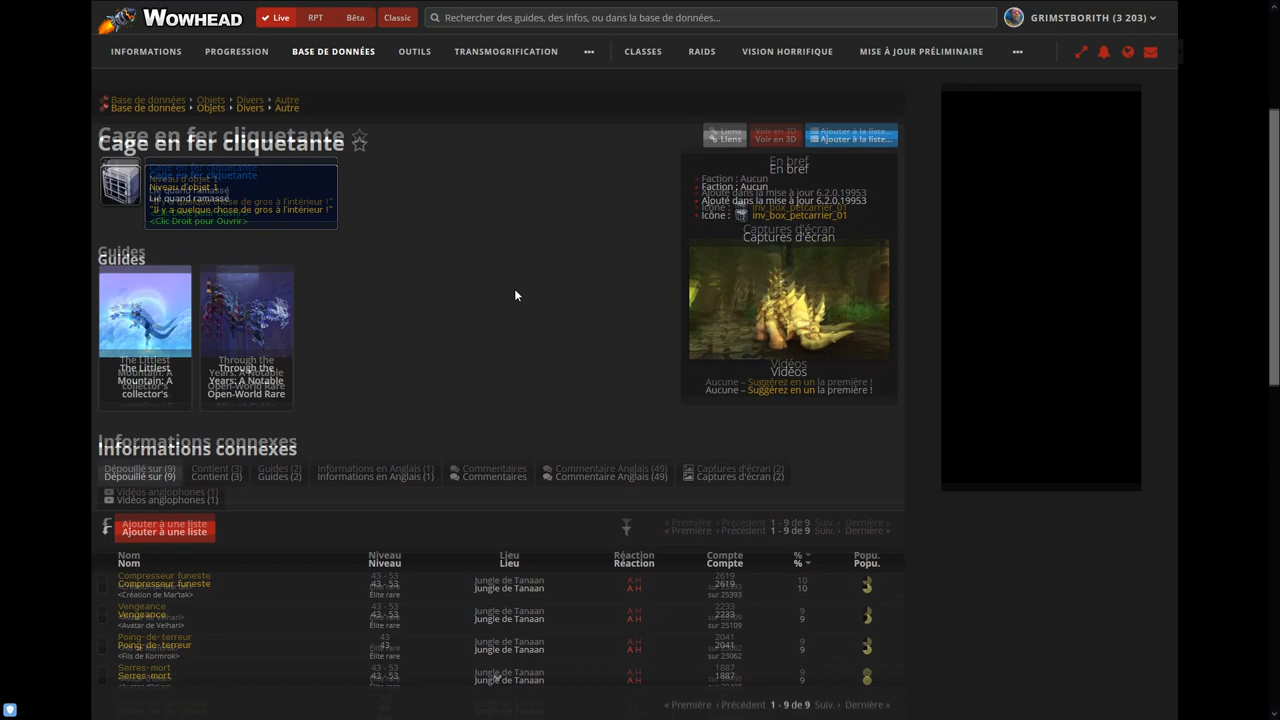 WOWHEAD
Live RPT Bêta Classic
Rechercher des guides, des infos, ou dans la base de données...
GRIMSTBORITH (3 203)
INFORMATIONS PROGRESSION BASE DE DONNÉES OUTILS TRANSMOGRIFICATION ••• CLASSES RAIDS VISION HORRIFIQUE MISE À JOUR PRÉLIMINAIRE •••
Base de données Objets Divers Autre
Cage en fer cliquetante
Liens Voir en 3D Ajouter à la liste...
Cage en fer cliquetante
Niveau d'objet 1
Lié quand ramassé
"Il y a quelque chose de gros à l'intérieur !"
<Clic Droit pour Ouvrir>
En bref
Faction : Aucun
Ajouté dans la mise à jour 6.2.0.19953
Icône : inv_box_petcarrier_01
Captures d'écran
Vidéos
Aucune – Suggérez en un la première !
Guides
The Littlest
Mountain: A
collector's
Through the
Years: A Notable
Open-World Rare
Informations connexes
Dépouillé sur (9) Contient (3) Guides (2) Informations en Anglais (1) Commentaires Commentaire Anglais (49) Captures d'écran (2)
Vidéos anglophones (1)
Ajouter à une liste
« Première ‹ Précédent 1 - 9 de 9 Suiv. › Dernière »
Nom Niveau Lieu Réaction Compte % Popu.
Compresseur funeste 43 - 53 Jungle de Tanaan A H 2619 10
<Création de Mar'tak> Élite rare sur 25393
Vengeance 43 - 53 Jungle de Tanaan A H 2233 9
<Avatar de Velhari> Élite rare sur 25109
Poing-de-terreur 43 Jungle de Tanaan A H 2041 9
<Fils de Kormrok> Élite rare sur 23062
Serres-mort 43 - 53 Jungle de Tanaan A H 1887 9
Élite rare
« Première ‹ Précédent 1 - 9 de 9 Suiv. › Dernière »